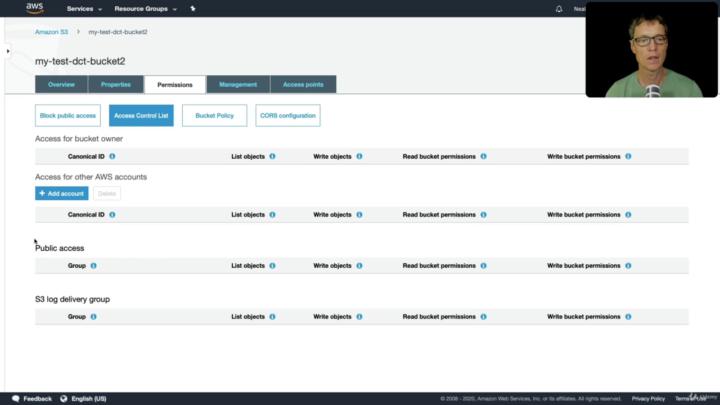 aws Services Resource Groups Neal
Amazon S3 > my-test-dct-bucket2
my-test-dct-bucket2
Overview Properties Permissions Management Access points
Block public access Access Control List Bucket Policy CORS configuration
Access for bucket owner
Canonical ID List objects Write objects Read bucket permissions Write bucket permissions
Access for other AWS accounts
+ Add account Delete
Canonical ID List objects Write objects Read bucket permissions Write bucket permissions
Public access
Group List objects Write objects Read bucket permissions Write bucket permissions
S3 log delivery group
Group List objects Write objects Read bucket permissions Write bucket permissions
Feedback English (US) © 2008 - 2020, Amazon Web Services, Inc. or its affiliates. All rights reserved. Privacy Policy Terms of Use
Udemy